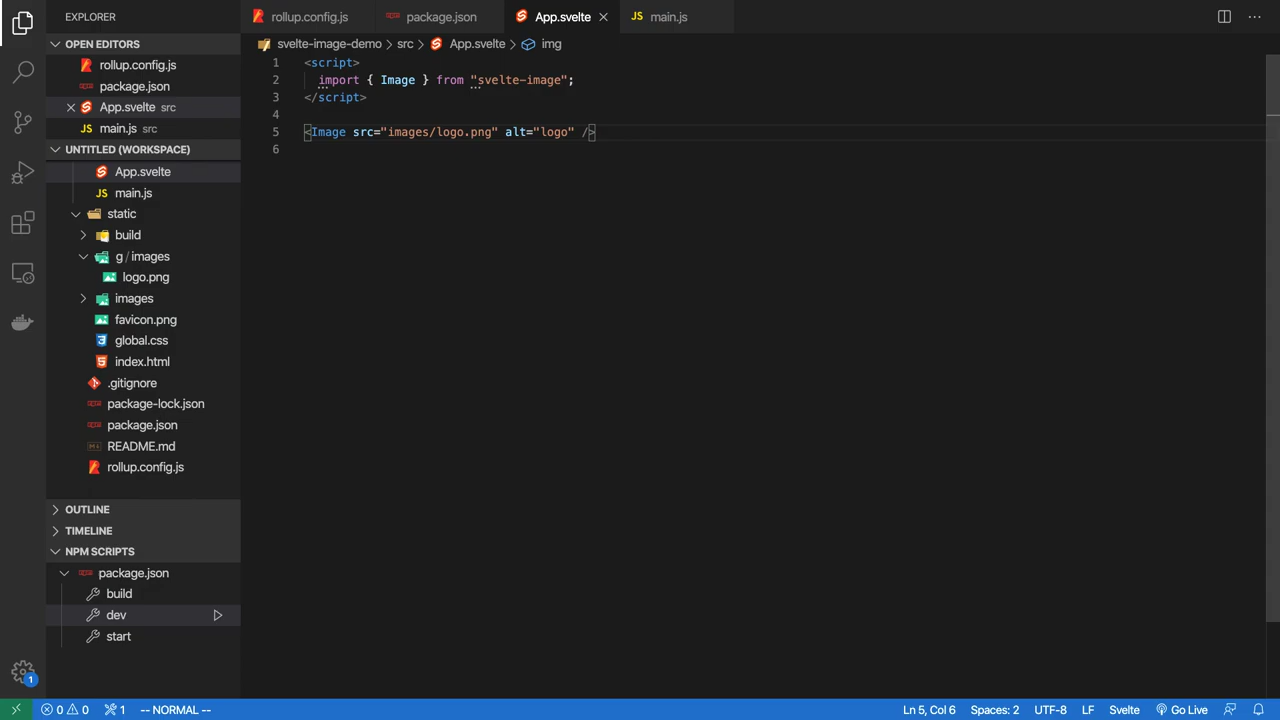 EXPLORER
OPEN EDITORS
rollup.config.js
package.json
App.svelte src
JS main.js src
UNTITLED (WORKSPACE)
App.svelte
JS main.js
static
build
g / images
logo.png
images
favicon.png
global.css
index.html
.gitignore
package-lock.json
package.json
README.md
rollup.config.js
OUTLINE
TIMELINE
NPM SCRIPTS
package.json
build
dev
start
1
rollup.config.js package.json App.svelte JS main.js
svelte-image-demo > src > App.svelte > img
1 <script>
2 import { Image } from "svelte-image";
3 </script>
4
5 <Image src="images/logo.png" alt="logo" />
6
0 0 1 -- NORMAL -- Ln 5, Col 6 Spaces: 2 UTF-8 LF Svelte Go Live